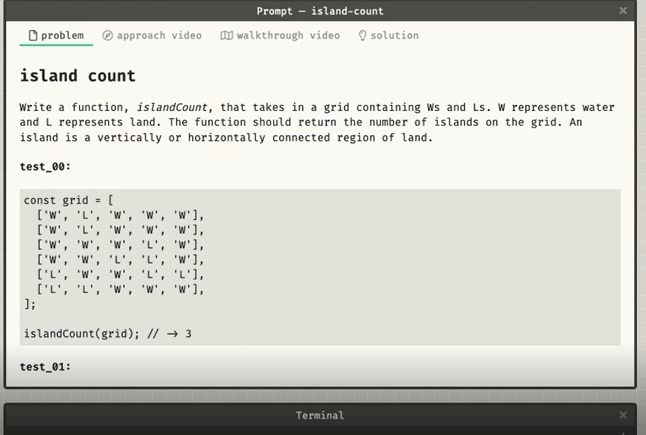 Prompt — island-count
problem approach video walkthrough video solution
island count
Write a function, islandCount, that takes in a grid containing Ws and Ls. W represents water
and L represents land. The function should return the number of islands on the grid. An
island is a vertically or horizontally connected region of land.
test_00:
const grid = [
['W', 'L', 'W', 'W', 'W'],
['W', 'L', 'W', 'W', 'W'],
['W', 'W', 'W', 'L', 'W'],
['W', 'W', 'L', 'L', 'W'],
['L', 'W', 'W', 'L', 'L'],
['L', 'L', 'W', 'W', 'W'],
];
islandCount(grid); // -> 3
test_01:
Terminal